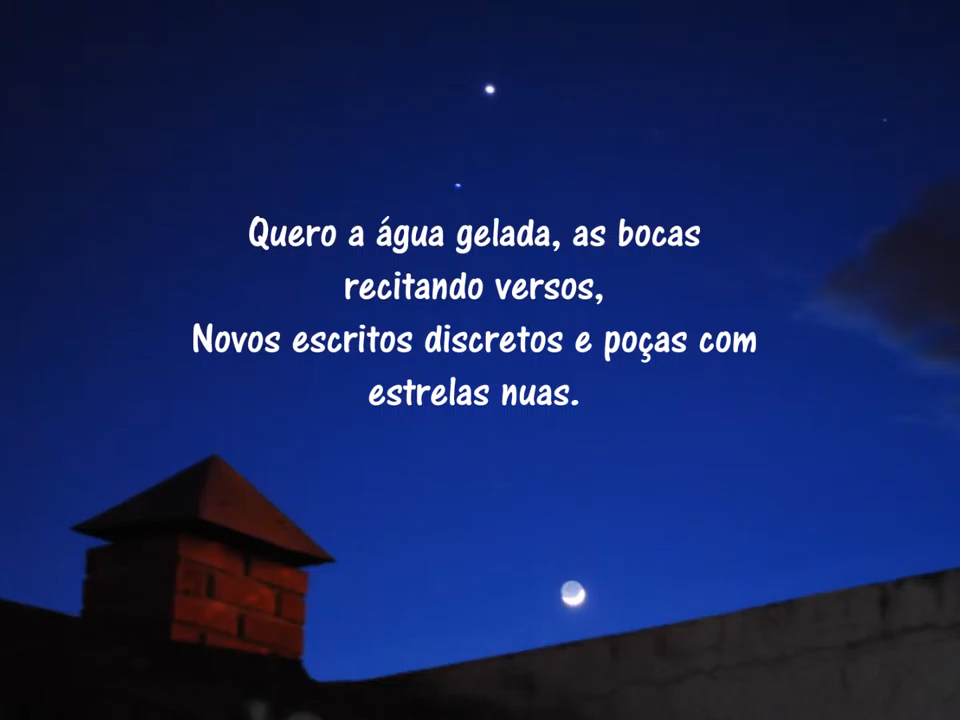 Quero a água gelada, as bocas
recitando versos,
Novos escritos discretos e poças com
estrelas nuas.